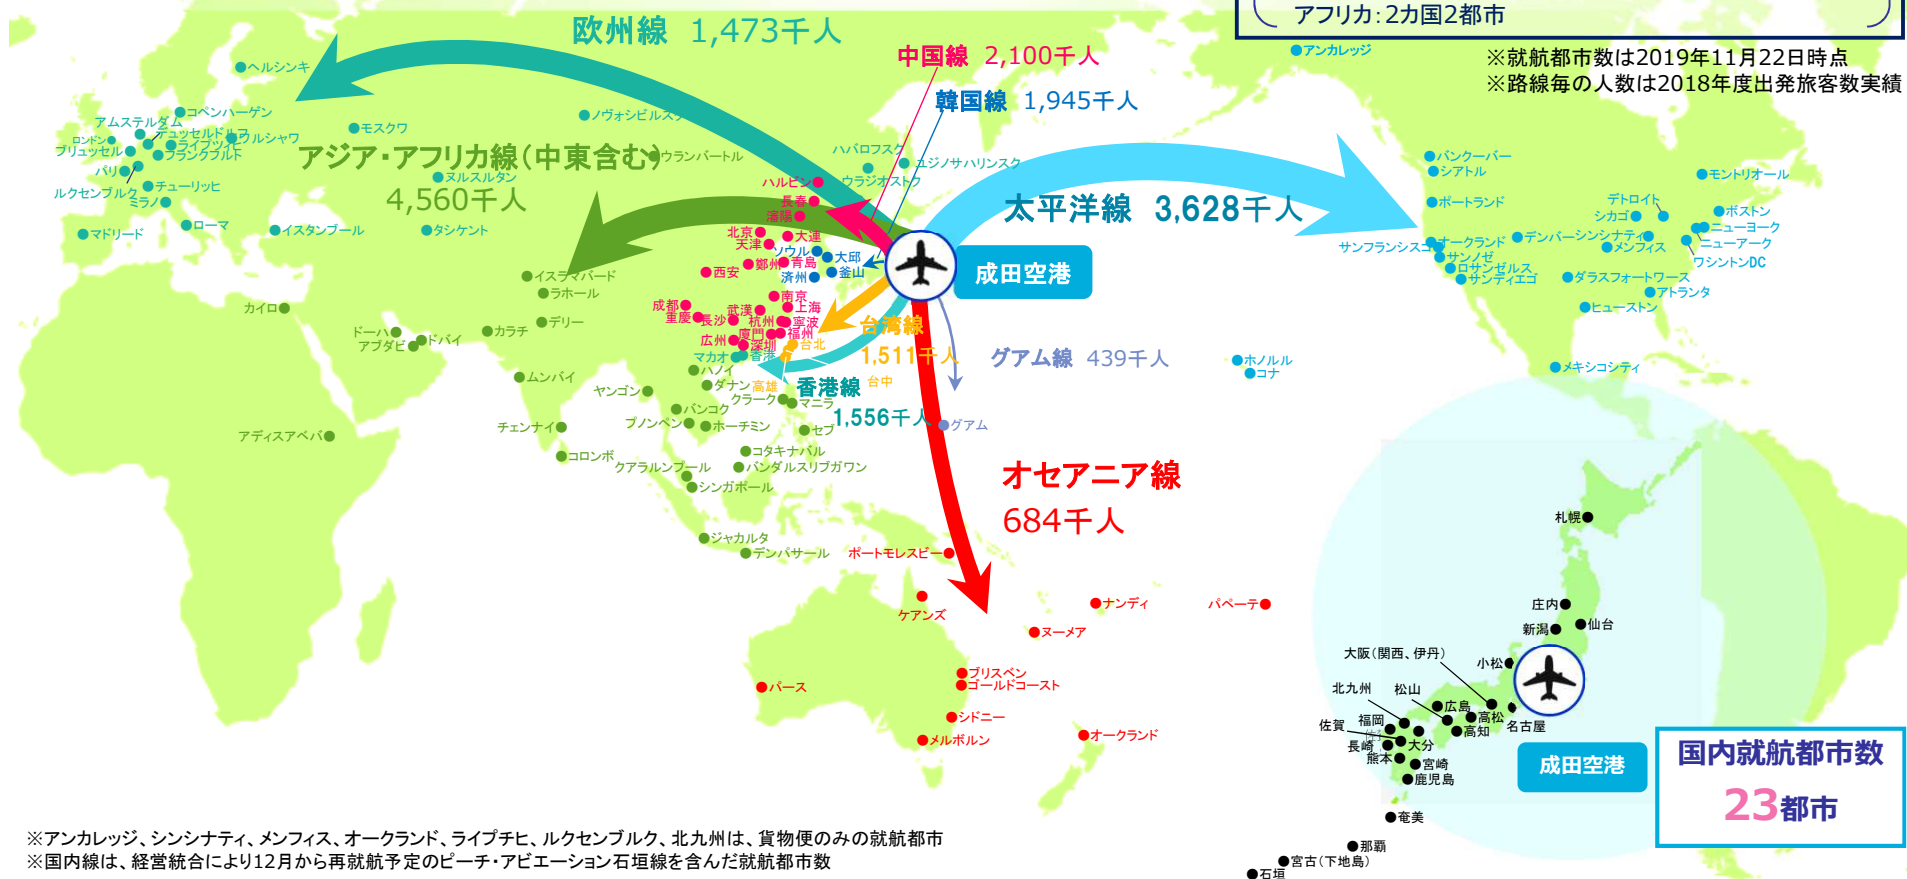 アフリカ：2カ国2都市
※就航都市数は2019年11月22日時点
※路線毎の人数は2018年度出発旅客数実績
欧州線 1,473千人
中国線 2,100千人
韓国線 1,945千人
アジア・アフリカ線（中東含む）
4,560千人
太平洋線 3,628千人
成田空港
台湾線
1,511千人
香港線
1,556千人
グアム線 439千人
オセアニア線
684千人
ヘルシンキ
コペンハーゲン
アムステルダム
デュッセルドルフ
ロンドン
ライプツィヒ
ワルシャワ
ブリュッセル
フランクフルト
パリ
ルクセンブルク
チューリッヒ
ミラノ
ローマ
マドリード
モスクワ
イスタンブール
ノヴォシビルスク
ウランバートル
ヌルスルタン
タシケント
ハバロフスク
ユジノサハリンスク
ウラジオストク
ハルビン
長春
瀋陽
北京
天津
大連
ソウル
大邱
鄭州
青島
釜山
西安
済州
南京
成都
重慶
武漢
上海
長沙
杭州
寧波
厦門
福州
広州
深圳
台北
マカオ
香港
高雄
台中
イスラマバード
ラホール
カイロ
デリー
カラチ
ドーハ
ドバイ
アブダビ
ムンバイ
ヤンゴン
ハノイ
ダナン
クラーク
マニラ
バンコク
プノンペン
ホーチミン
セブ
チェンナイ
アディスアベバ
コロンボ
コタキナバル
クアラルンプール
バンダルスリブガワン
シンガポール
ジャカルタ
デンパサール
グアム
ポートモレスビー
ケアンズ
ナンディ
パペーテ
ヌーメア
ブリスベン
ゴールドコースト
パース
シドニー
メルボルン
オークランド
アンカレッジ
バンクーバー
シアトル
ポートランド
モントリオール
デトロイト
シカゴ
ボストン
ニューヨーク
ニューアーク
ワシントンDC
サンフランシスコ
オークランド
デンバー
シンシナティ
メンフィス
サンノゼ
ロサンゼルス
サンディエゴ
ダラスフォートワース
アトランタ
ヒューストン
ホノルル
コナ
メキシコシティ
札幌
庄内
新潟
仙台
小松
大阪（関西、伊丹）
北九州
松山
広島
高松
名古屋
佐賀
福岡
高知
長崎
大分
熊本
宮崎
鹿児島
奄美
那覇
宮古（下地島）
石垣
成田空港
国内就航都市数
23都市
※アンカレッジ、シンシナティ、メンフィス、オークランド、ライプチヒ、ルクセンブルク、北九州は、貨物便のみの就航都市
※国内線は、経営統合により12月から再就航予定のピーチ・アビエーション石垣線を含んだ就航都市数